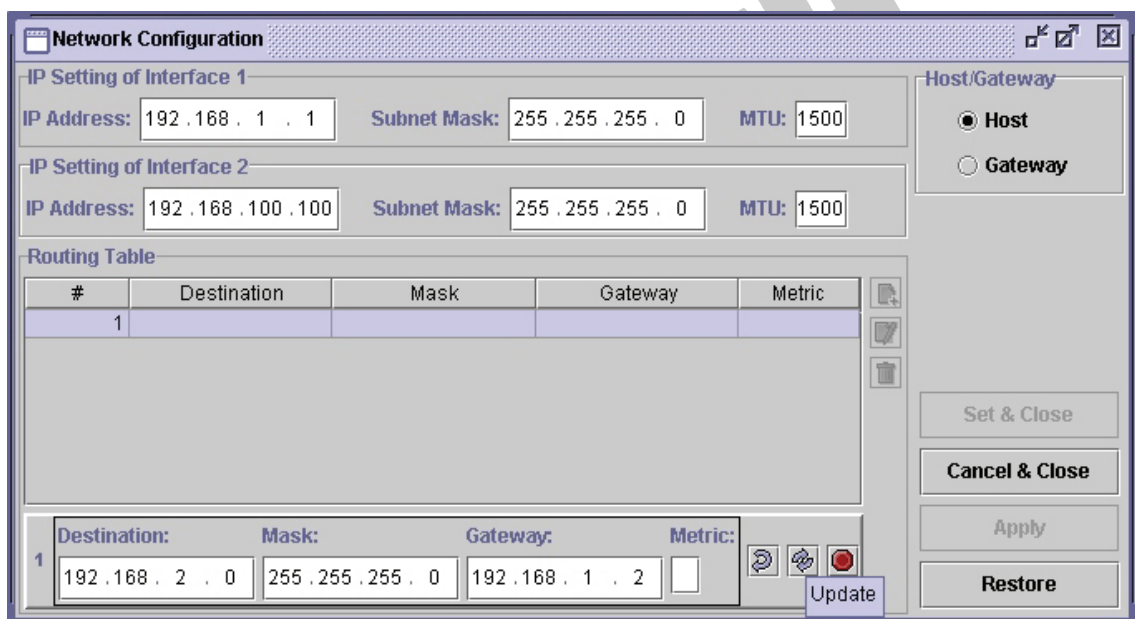 Network Configuration
IP Setting of Interface 1
IP Address: 192 . 168 . 1 . 1 Subnet Mask: 255 . 255 . 255 . 0 MTU: 1500
IP Setting of Interface 2
IP Address: 192 . 168 . 100 . 100 Subnet Mask: 255 . 255 . 255 . 0 MTU: 1500
Host/Gateway
Host
Gateway
Routing Table
# Destination Mask Gateway Metric
1
Destination: Mask: Gateway: Metric:
1 192 . 168 . 2 . 0 255 . 255 . 255 . 0 192 . 168 . 1 . 2
Update
Set & Close
Cancel & Close
Apply
Restore